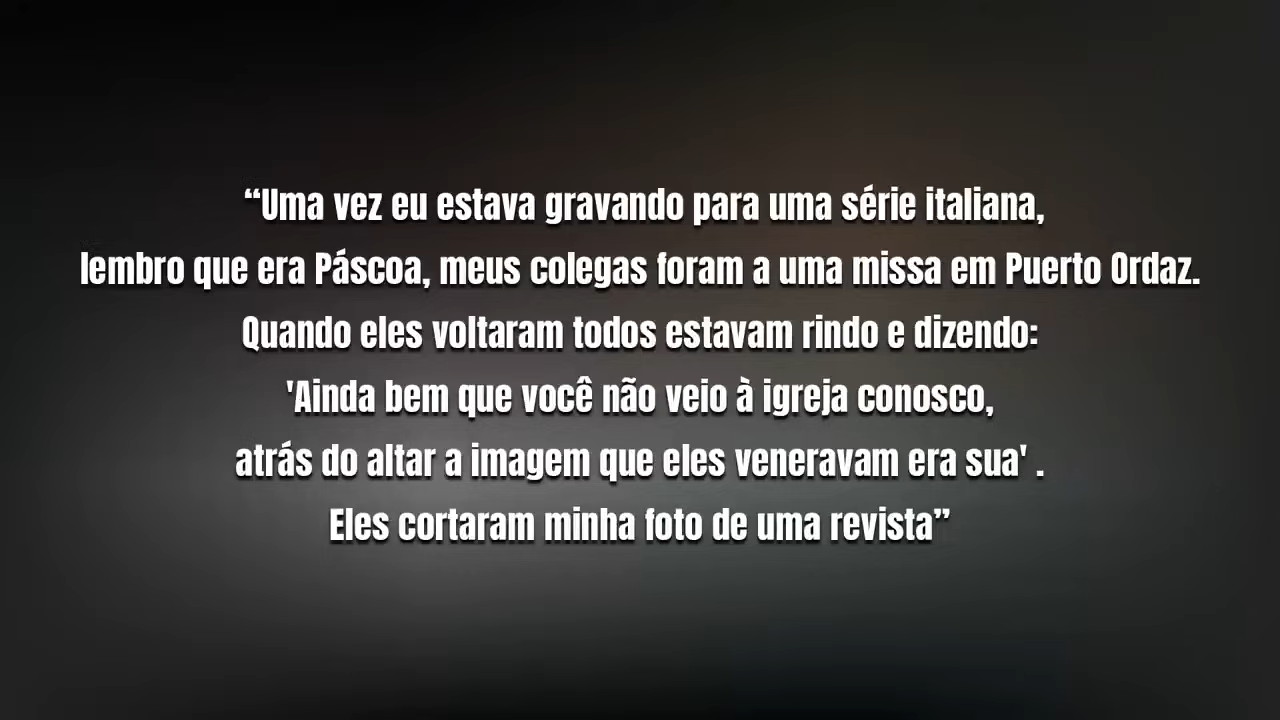 “Uma vez eu estava gravando para uma série italiana,
lembro que era Páscoa, meus colegas foram a uma missa em Puerto Ordaz.
Quando eles voltaram todos estavam rindo e dizendo:
'Ainda bem que você não veio à igreja conosco,
atrás do altar a imagem que eles veneravam era sua' .
Eles cortaram minha foto de uma revista”